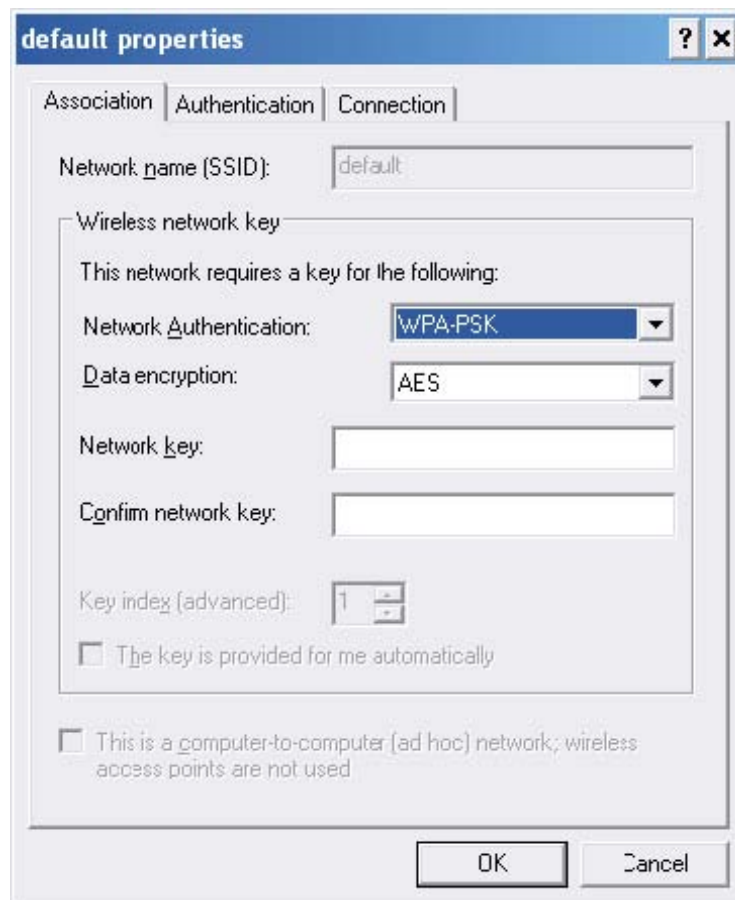 default properties ? ×
Association Authentication Connection
Network name (SSID): default
Wireless network key
This network requires a key for the following:
Network Authentication: WPA-PSK
Data encryption: AES
Network key:
Confirm network key:
Key index (advanced): 1
The key is provided for me automatically
This is a computer-to-computer (ad hoc) network; wireless
access points are not used
OK Cancel